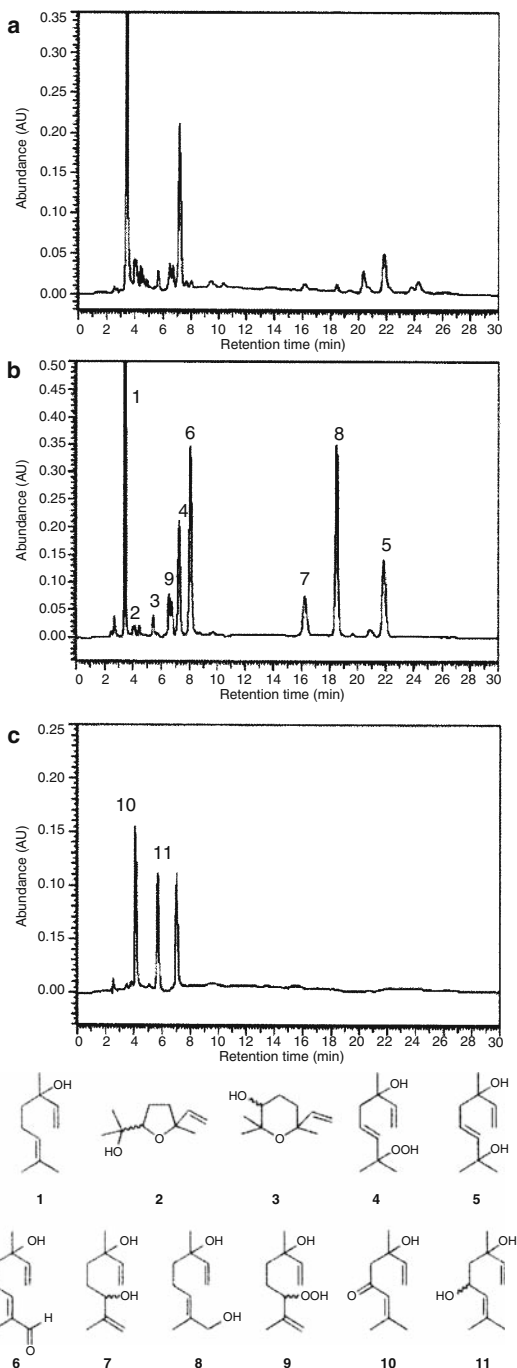 a
0.35
0.30
0.20
0.10
0.05
0.00
Abundance (AU)
0 2 4 6 8 10 12 14 16 18 20 22 24 26 28 30
Retention time (min)
b
0.50
0.45
0.40
0.35
0.30
0.25
0.20
0.15
0.10
0.05
0.00
Abundance (AU)
1
2
3
9
4
6
7
8
5
0 2 4 6 8 10 12 14 16 18 20 22 24 26 28 30
Retention time (min)
c
0.25
0.20
0.15
0.10
0.15
0.00
Abundance (AU)
10
11
0 2 4 6 8 10 12 14 16 18 20 22 24 26 28 30
Retention time (min)
OH
HO
O
HO
O
OH
OOH
OH
OH
1 2 3 4 5
OH
H
O
OH
OH
OH
OH
OH
OOH
OH
O
OH
HO
6 7 8 9 10 11